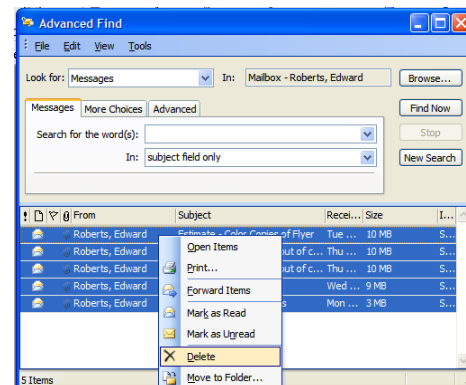 Advanced Find
File Edit View Tools
Look for: Messages In: Mailbox - Roberts, Edward Browse...
Messages More Choices Advanced Find Now
Search for the word(s): Stop
In: subject field only New Search
! From Subject Recei... Size I...
Roberts, Edward Estimate - Color Copies of Flyer Tue ... 10 MB S...
Roberts, Edward out of c... Thu ... 10 MB S...
Roberts, Edward out of c... Thu ... 10 MB S...
Roberts, Edward Wed ... 9 MB S...
Roberts, Edward Mon ... 3 MB S...
Open Items
Print...
Forward Items
Mark as Read
Mark as Unread
Delete
Move to Folder...
5 Items